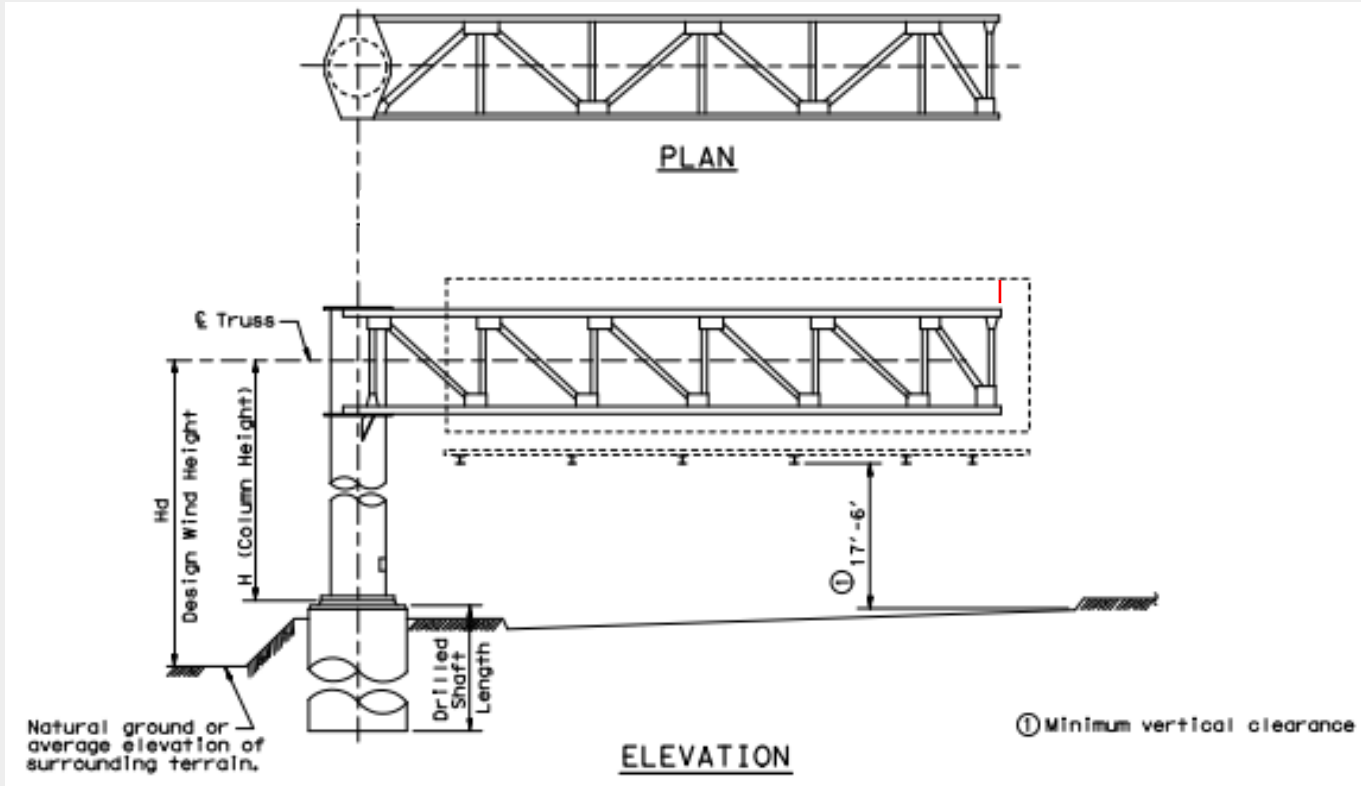 PLAN
℄ Truss
Hd
Design Wind Height
H (Column Height)
① 17'-6'
Drilled
Shaft
Length
Natural ground or
average elevation of
surrounding terrain.
① Minimum vertical clearance
ELEVATION